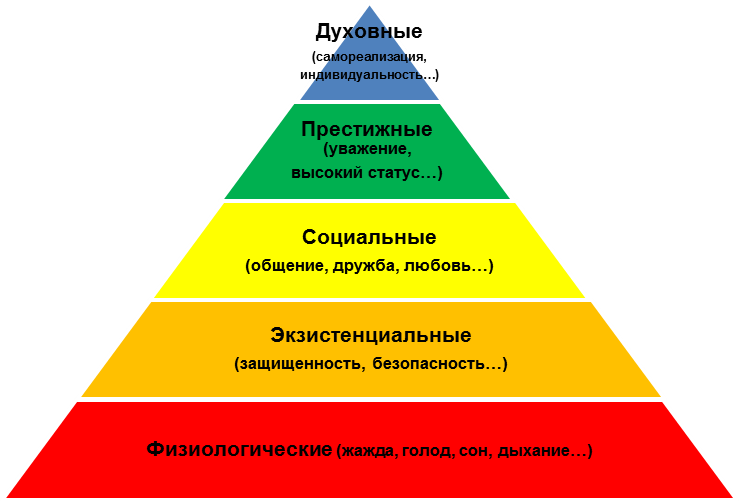 Духовные
(самореализация,
индивидуальность…)
Престижные
(уважение,
высокий статус…)
Социальные
(общение, дружба, любовь…)
Экзистенциальные
(защищенность, безопасность…)
Физиологические (жажда, голод, сон, дыхание…)